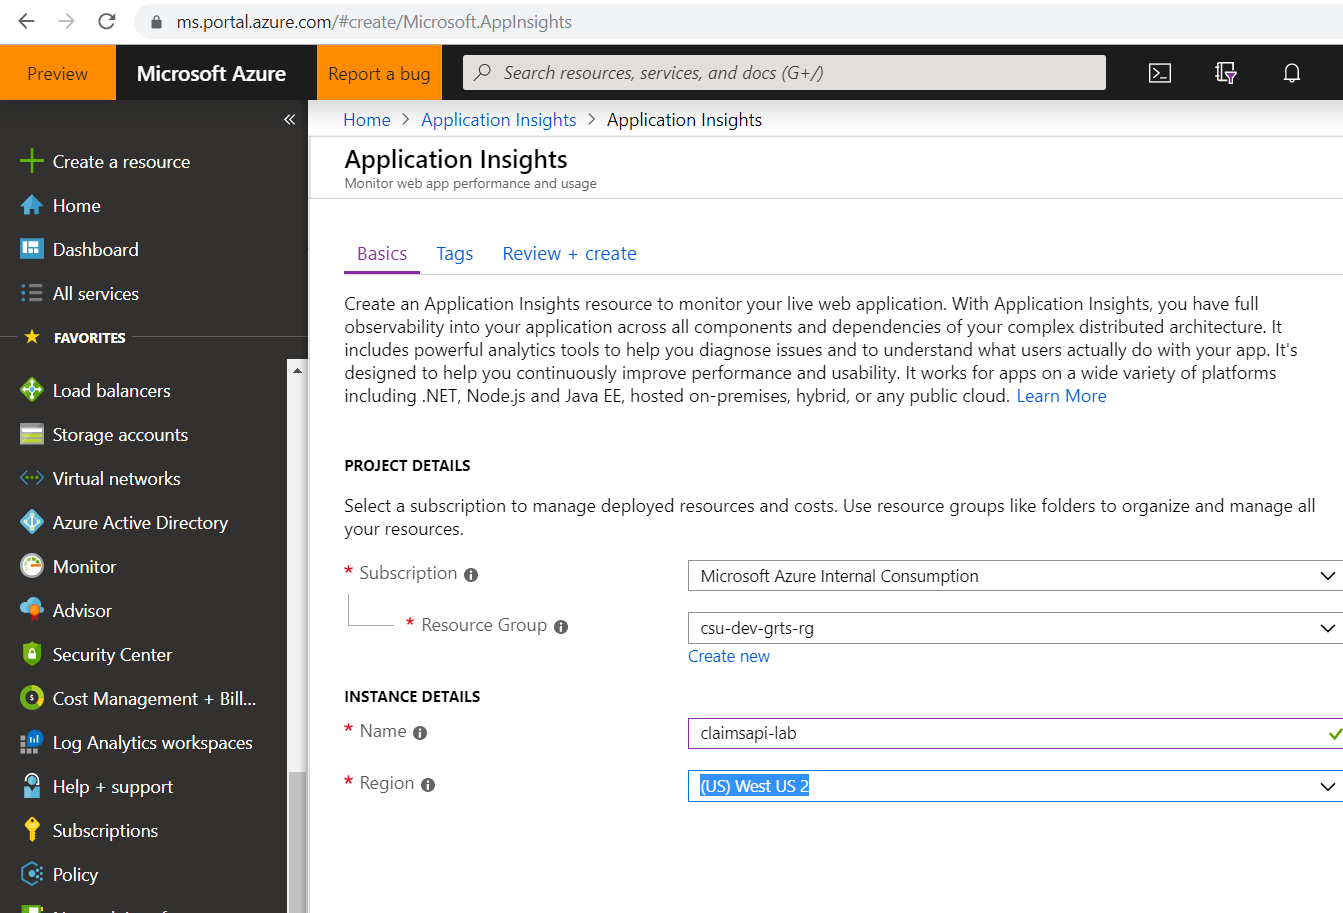 ms.portal.azure.com/#create/Microsoft.AppInsights
Preview
Microsoft Azure
Report a bug
Search resources, services, and docs (G+/)
Create a resource
Home
Dashboard
All services
FAVORITES
Load balancers
Storage accounts
Virtual networks
Azure Active Directory
Monitor
Advisor
Security Center
Cost Management + Bill...
Log Analytics workspaces
Help + support
Subscriptions
Policy
Home > Application Insights > Application Insights
Application Insights
Monitor web app performance and usage
Basics Tags Review + create
Create an Application Insights resource to monitor your live web application. With Application Insights, you have full
observability into your application across all components and dependencies of your complex distributed architecture. It
includes powerful analytics tools to help you diagnose issues and to understand what users actually do with your app. It's
designed to help you continuously improve performance and usability. It works for apps on a wide variety of platforms
including .NET, Node.js and Java EE, hosted on-premises, hybrid, or any public cloud. Learn More
PROJECT DETAILS
Select a subscription to manage deployed resources and costs. Use resource groups like folders to organize and manage all
your resources.
* Subscription
Microsoft Azure Internal Consumption
* Resource Group
csu-dev-grts-rg
Create new
INSTANCE DETAILS
* Name
claimsapi-lab
* Region
(US) West US 2